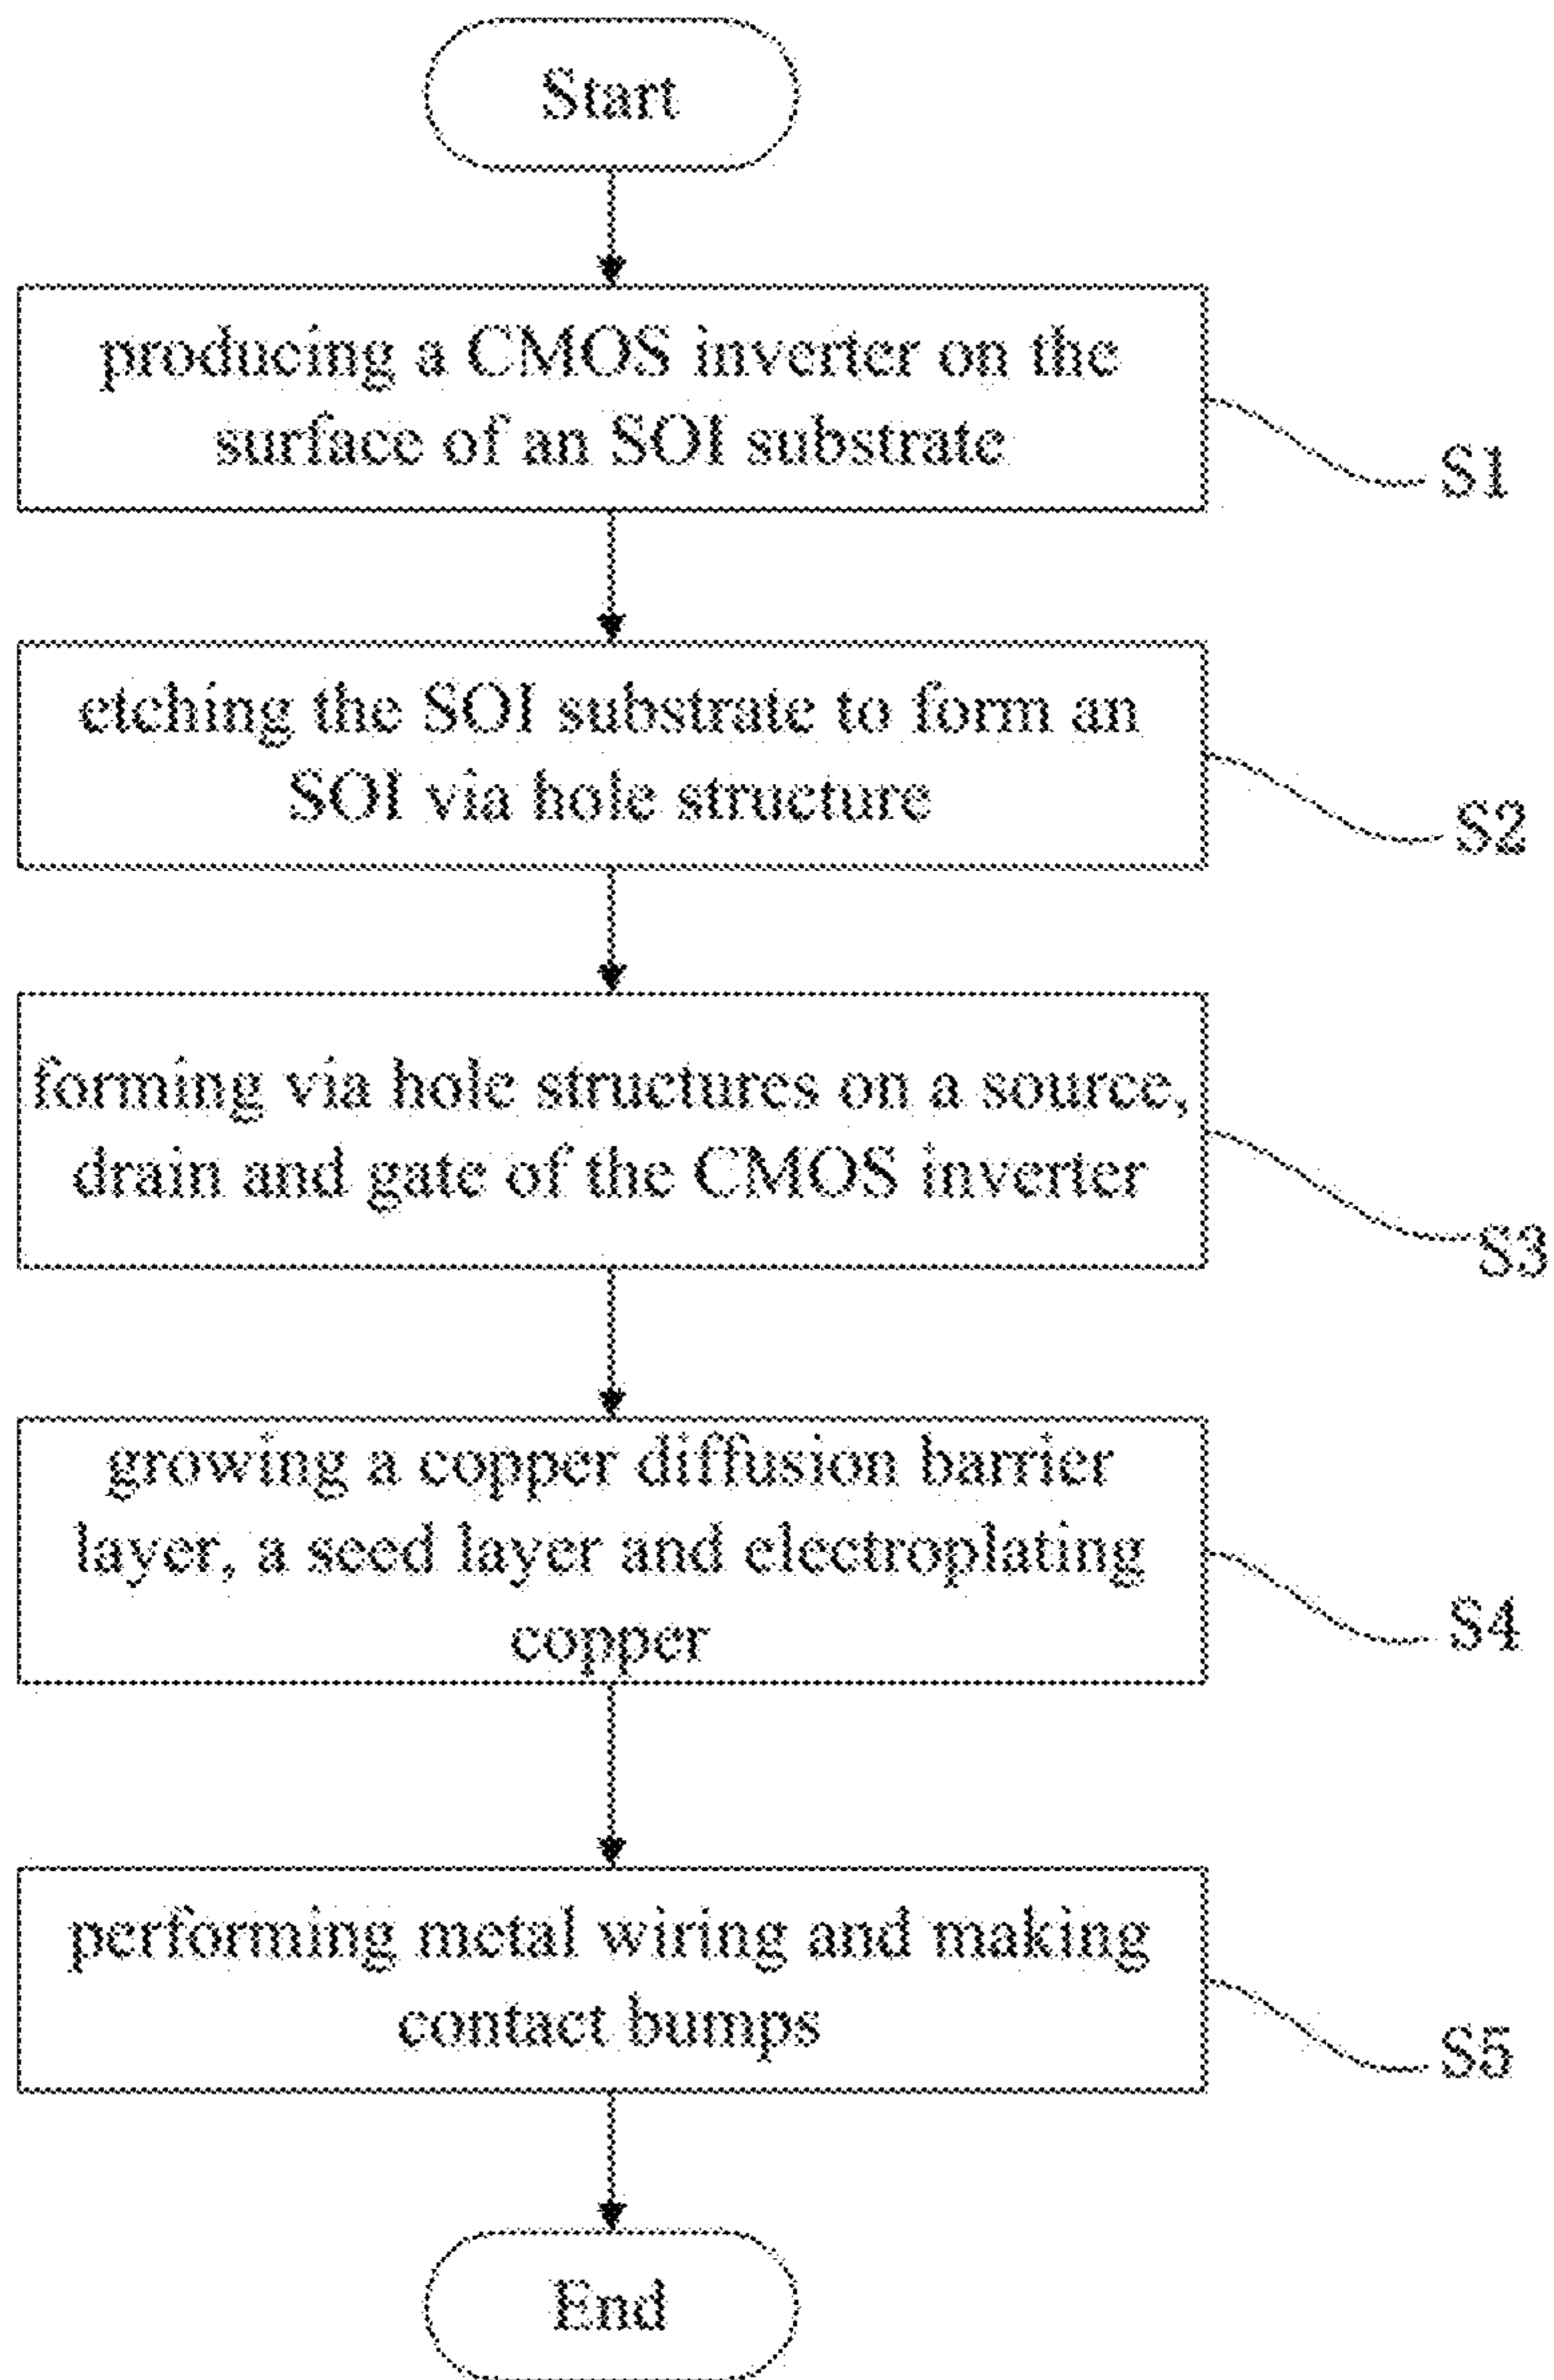 Start
producing a CMOS inverter on the
surface of an SOI substrate
S1
etching the SOI substrate to form an
SOI via hole structure
S2
forming via hole structures on a source,
drain and gate of the CMOS inverter
S3
growing a copper diffusion barrier
layer, a seed layer and electroplating
copper
S4
performing metal wiring and making
contact bumps
S5
End